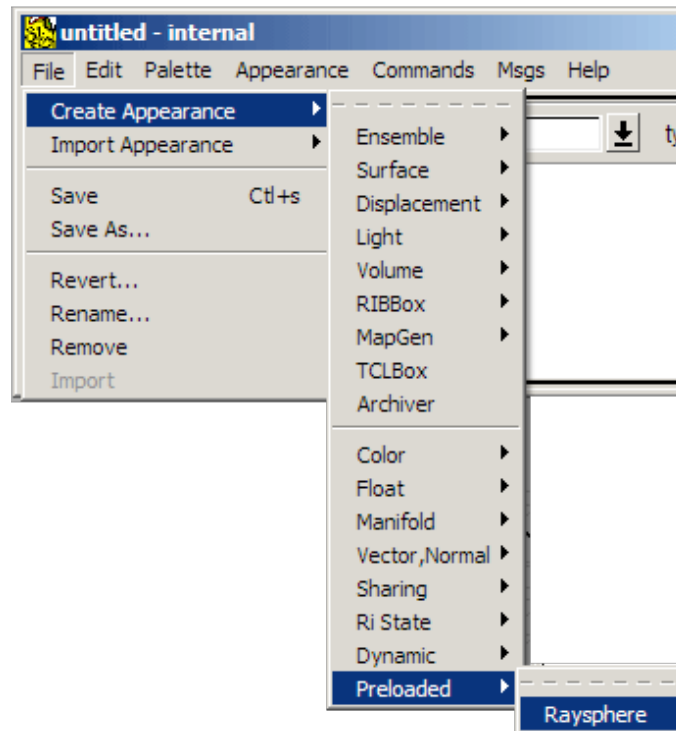 untitled - internal
File Edit Palette Appearance Commands Msgs Help
Create Appearance
Import Appearance
Save Ctl+s
Save As...
Revert...
Rename...
Remove
Import
Ensemble
Surface
Displacement
Light
Volume
RIBBox
MapGen
TCLBox
Archiver
Color
Float
Manifold
Vector,Normal
Sharing
Ri State
Dynamic
Preloaded
Raysphere